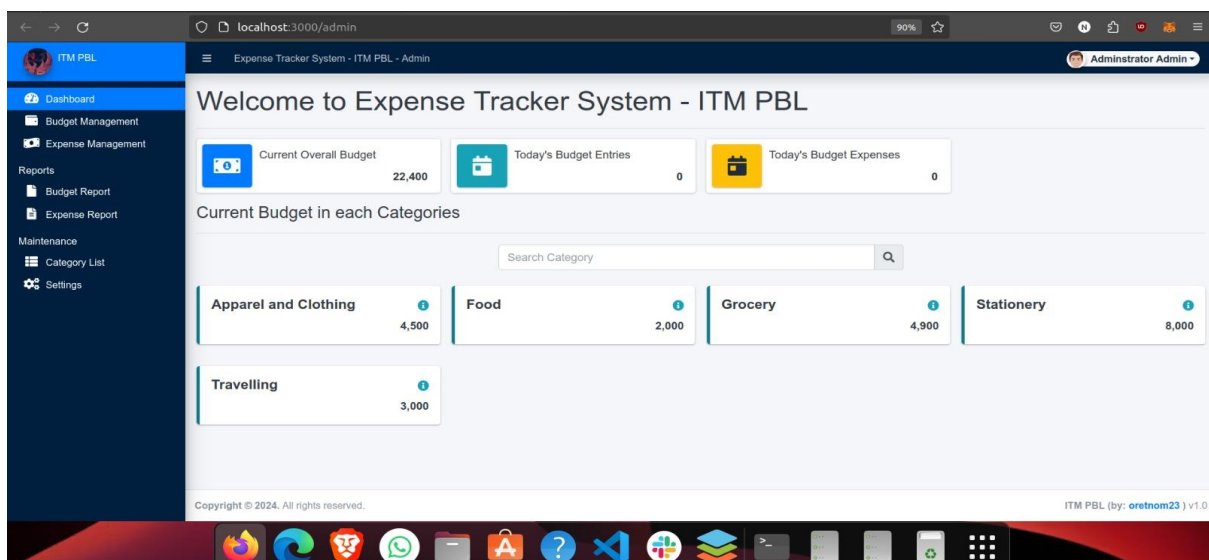 localhost:3000/admin
90%
ITM PBL
Expense Tracker System - ITM PBL - Admin
Adminstrator Admin
Dashboard
Budget Management
Expense Management
Reports
Budget Report
Expense Report
Maintenance
Category List
Settings
Welcome to Expense Tracker System - ITM PBL
Current Overall Budget
22,400
Today's Budget Entries
0
Today's Budget Expenses
0
Current Budget in each Categories
Search Category
Apparel and Clothing
4,500
Food
2,000
Grocery
4,900
Stationery
8,000
Travelling
3,000
Copyright © 2024. All rights reserved.
ITM PBL (by: oretnom23 ) v1.0